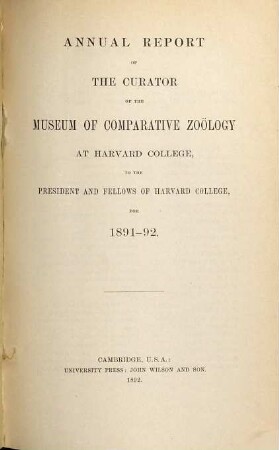 ANNUAL REPORT
OF
THE CURATOR
OF THE
MUSEUM OF COMPARATIVE ZOÖLOGY
AT HARVARD COLLEGE,
TO THE
PRESIDENT AND FELLOWS OF HARVARD COLLEGE,
FOR
1891–92.
CAMBRIDGE, U.S.A.:
UNIVERSITY PRESS: JOHN WILSON AND SON.
1892.